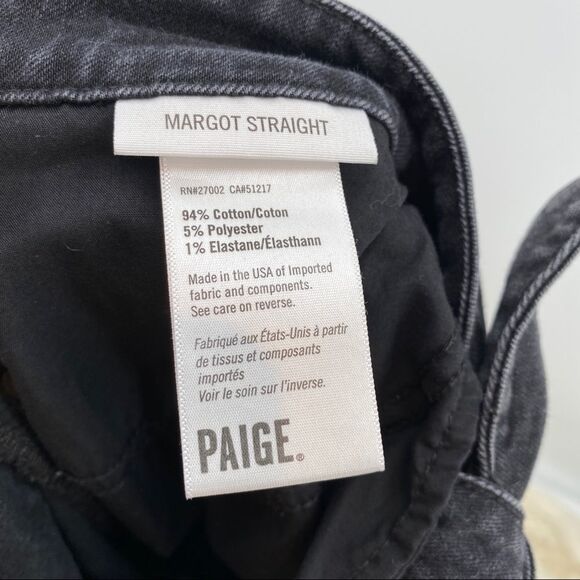 MARGOT STRAIGHT
RN#27002 CA#51217
94% Cotton/Coton
5% Polyester
1% Elastane/Élasthann
Made in the USA of Imported
fabric and components.
See care on reverse.
Fabriqué aux États-Unis à partir
de tissus et composants
importés
Voir le soin sur l'inverse.
PAIGE®